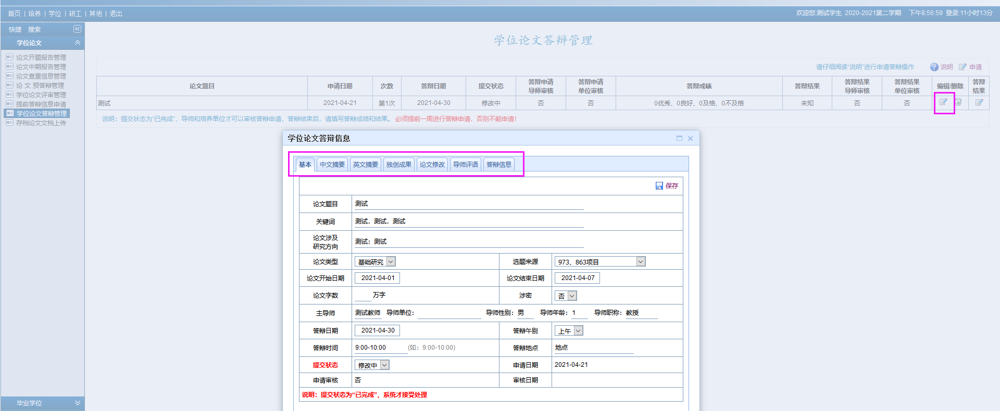 首页 | 培养 | 学位 | 研工 | 其他 | 退出
欢迎您:测试学生 2020-2021第二学期 下午8:56:59 登录:11小时13分
快捷 搜索
学位论文
论文开题报告管理
论文中期报告管理
论文查重信息管理
论 文 预答辩管理
学位论文评审管理
提前答辩信息申请
学位论文答辩管理
存档论文文档上传
毕业学位
学位论文答辩管理
请仔细阅读“说明”进行申请答辩操作 说明 申请
论文题目 申请日期 次数 答辩日期 提交状态 答辩申请导师审核 答辩申请单位审核 答辩成绩 答辩结果 答辩结果导师审核 答辩结果单位审核 编辑/删除 答辩结果
测试 2021-04-21 第1次 2021-04-30 修改中 否 否 0优秀、0良好、0及格、0不及格 未知 否 否
说明：提交状态为“已完成”，导师和培养单位才可以审核答辩申请，答辩结束后，请填写答辩成绩和结果。 必须提前一周进行答辩申请，否则不能申请！
学位论文答辩信息
基本 中文摘要 英文摘要 独创成果 论文修改 导师评语 答辩信息
保存
论文题目 测试
关键词 测试，测试，测试
论文涉及研究方向 测试；测试
论文类型 基础研究 选题来源 973、863项目
论文开始日期 2021-04-01 论文结束日期 2021-04-07
论文字数 万字 涉密 否
主导师 测试教师 导师单位： 导师性别：男 导师年龄：1 导师职称：教授
答辩日期 2021-04-30 答辩午别 上午
答辩时间 9:00-10:00 (如：9:00-10:00) 答辩地点 地点
提交状态 修改中 申请日期 2021-04-21
申请审核 否 审核日期
说明：提交状态为“已完成”，系统才接受处理